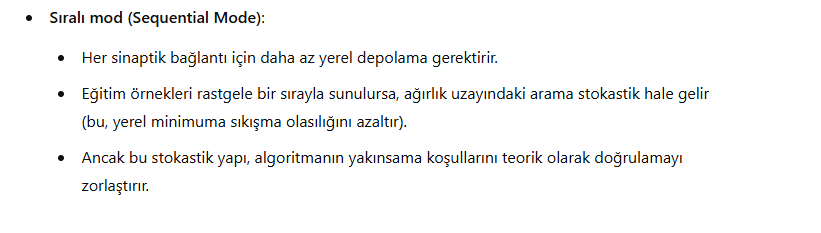 • Sıralı mod (Sequential Mode):
• Her sinaptik bağlantı için daha az yerel depolama gerektirir.
• Eğitim örnekleri rastgele bir sırayla sunulursa, ağırlık uzayındaki arama stokastik hale gelir
(bu, yerel minimuma sıkışma olasılığını azaltır).
• Ancak bu stokastik yapı, algoritmanın yakınsama koşullarını teorik olarak doğrulamayı
zorlaştırır.